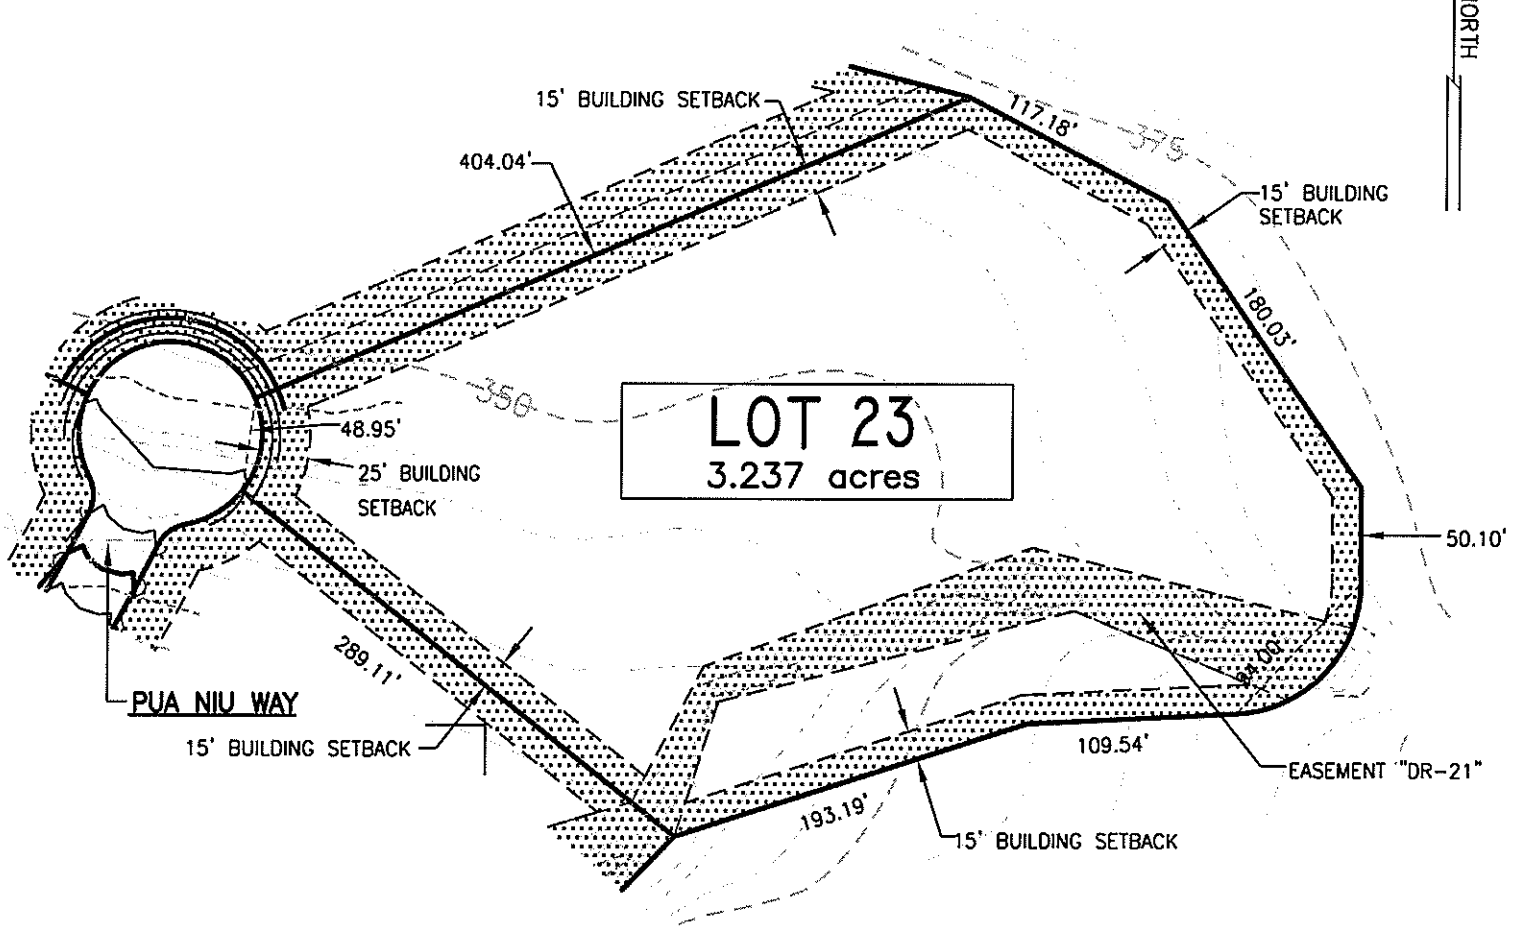 NORTH
15' BUILDING SETBACK
117.18'
375
404.04'
15' BUILDING
SETBACK
180.03'
350
LOT 23
3.237 acres
48.95'
25' BUILDING
SETBACK
50.10'
289.11'
PUA NIU WAY
15' BUILDING SETBACK
109.54'
EASEMENT "DR-21"
193.19'
15' BUILDING SETBACK